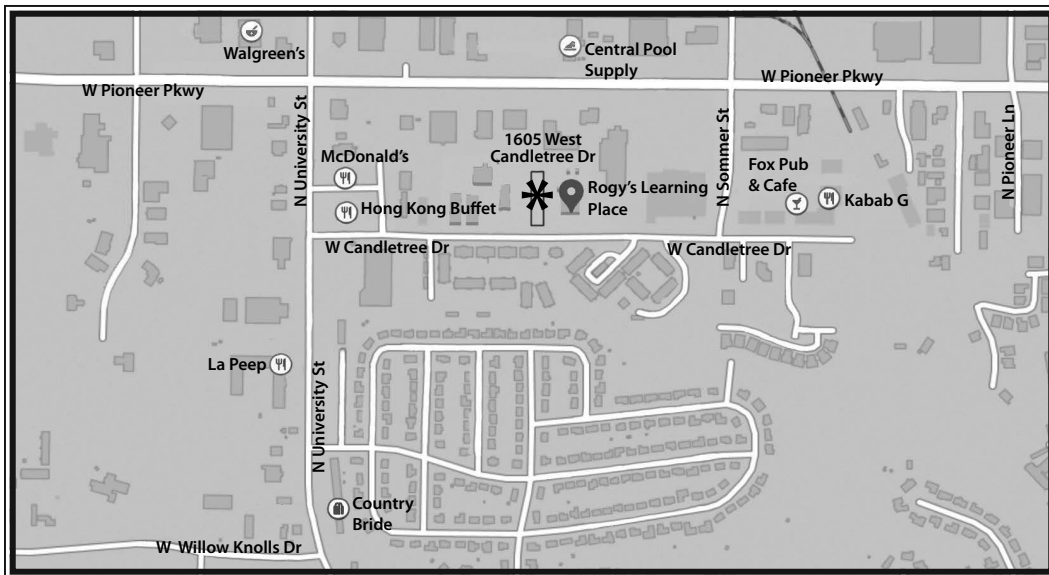 Walgreen's
Central Pool
Supply
W Pioneer Pkwy
W Pioneer Pkwy
N University St
1605 West
Candletree Dr
McDonald's
N Sommer St
Fox Pub
& Cafe
N Pioneer Ln
Rogy's Learning
Place
Kabab G
Hong Kong Buffet
W Candletree Dr
W Candletree Dr
La Peep
N University St
Country
Bride
W Willow Knolls Dr